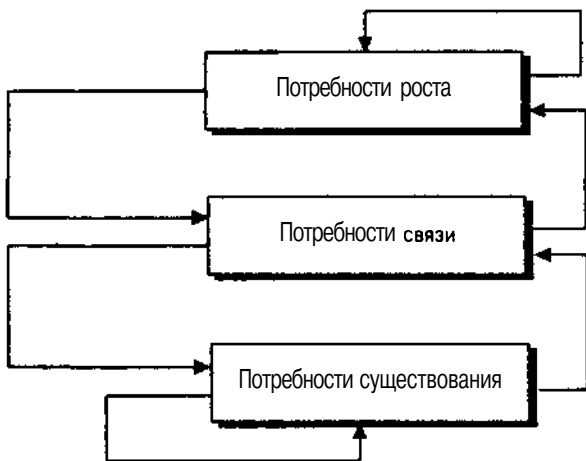 Потребности роста
Потребности связи
Потребности существования